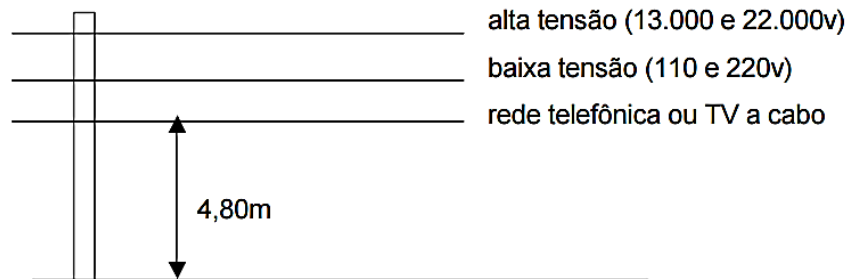 alta tensão (13.000 e 22.000v)
baixa tensão (110 e 220v)
rede telefônica ou TV a cabo
4,80m